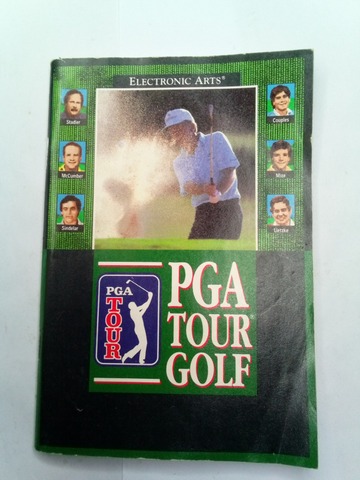 ELECTRONIC ARTS®
Stadler
McCumber
Sindelar
Couples
Mize
Lietzke
PGA
TOUR
PGA
TOUR
GOLF